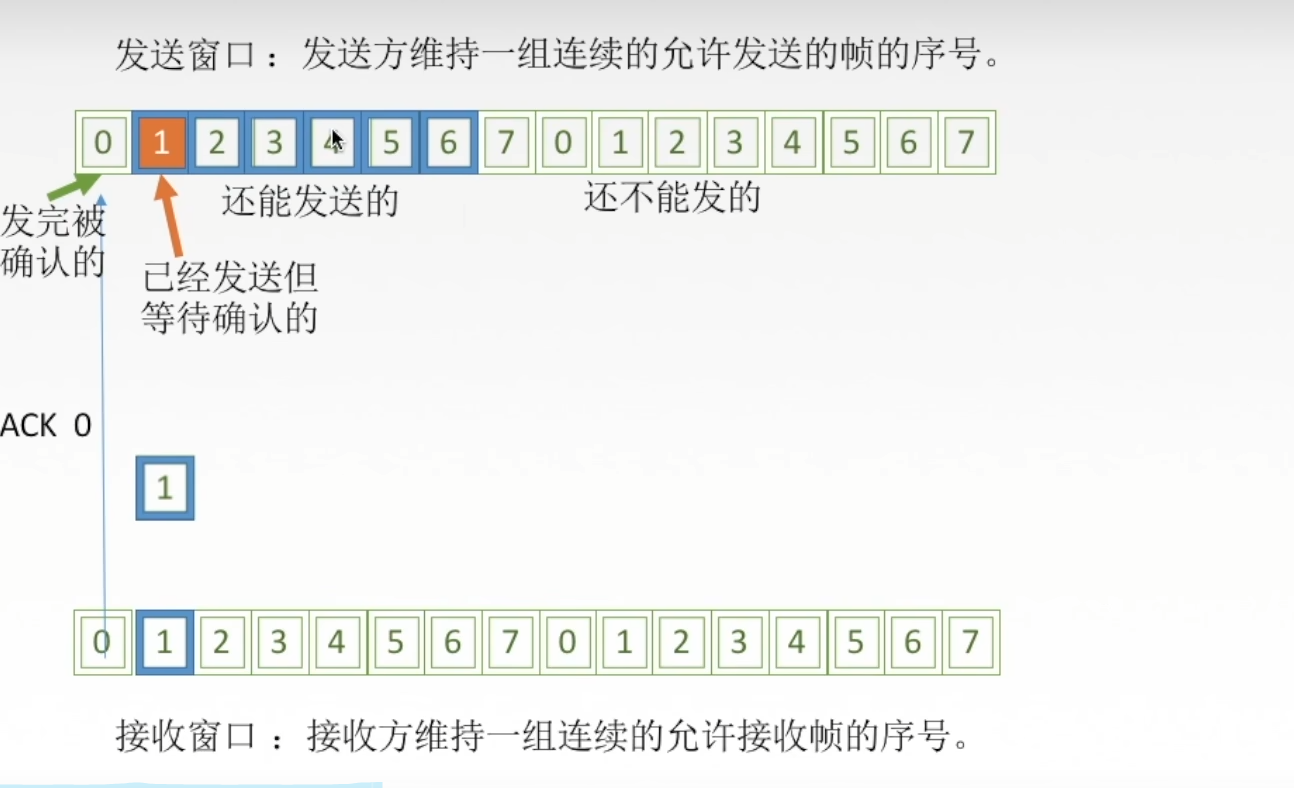 发送窗口：发送方维持一组连续的允许发送的帧的序号。
0 1 2 3 4 5 6 7 0 1 2 3 4 5 6 7
还能发送的
还不能发的
发完被
确认的
已经发送但
等待确认的
ACK 0
1
0 1 2 3 4 5 6 7 0 1 2 3 4 5 6 7
接收窗口：接收方维持一组连续的允许接收帧的序号。